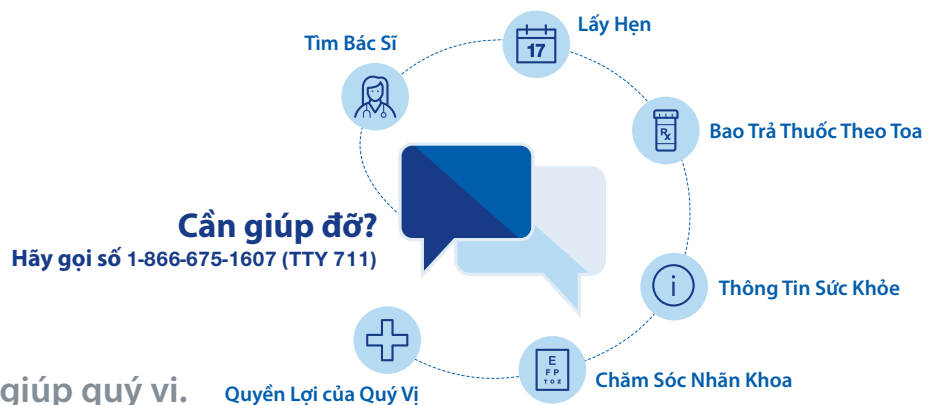 Lấy Hẹn
Tìm Bác Sĩ
17
Rx
Bao Trả Thuốc Theo Toa
Cần giúp đỡ?
Hãy gọi số 1-866-675-1607 (TTY 711)
i
Thông Tin Sức Khỏe
E
F P
T O Z
Chăm Sóc Nhãn Khoa
giúp quý vị.
Quyền Lợi của Quý Vị